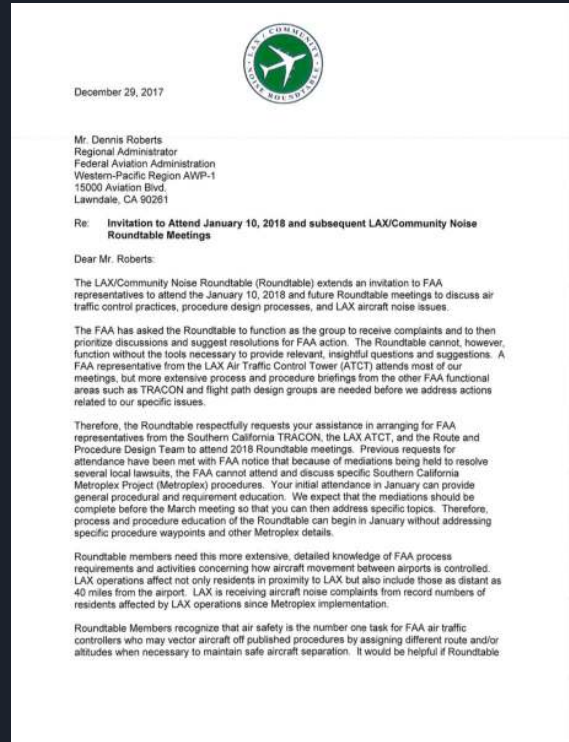 LAX / COMMUNITY
NOISE ROUNDTABLE
December 29, 2017
Mr. Dennis Roberts
Regional Administrator
Federal Aviation Administration
Western-Pacific Region AWP-1
15000 Aviation Blvd.
Lawndale, CA 90261
Re: Invitation to Attend January 10, 2018 and subsequent LAX/Community Noise
Roundtable Meetings
Dear Mr. Roberts:
The LAX/Community Noise Roundtable (Roundtable) extends an invitation to FAA
representatives to attend the January 10, 2018 and future Roundtable meetings to discuss air
traffic control practices, procedure design processes, and LAX aircraft noise issues.
The FAA has asked the Roundtable to function as the group to receive complaints and to then
prioritize discussions and suggest resolutions for FAA action. The Roundtable cannot, however,
function without the tools necessary to provide relevant, insightful questions and suggestions. A
FAA representative from the LAX Air Traffic Control Tower (ATCT) attends most of our
meetings, but more extensive process and procedure briefings from the other FAA functional
areas such as TRACON and flight path design groups are needed before we address actions
related to our specific issues.
Therefore, the Roundtable respectfully requests your assistance in arranging for FAA
representatives from the Southern California TRACON, the LAX ATCT, and the Route and
Procedure Design Team to attend 2018 Roundtable meetings. Previous requests for
attendance have been met with FAA notice that because of mediations being held to resolve
several local lawsuits, the FAA cannot attend and discuss specific Southern California
Metroplex Project (Metroplex) procedures. Your initial attendance in January can provide
general procedural and requirement education. We expect that the mediations should be
complete before the March meeting so that you can then address specific topics. Therefore,
process and procedure education of the Roundtable can begin in January without addressing
specific procedure waypoints and other Metroplex details.
Roundtable members need this more extensive, detailed knowledge of FAA process
requirements and activities concerning how aircraft movement between airports is controlled.
LAX operations affect not only residents in proximity to LAX but also include those as distant as
40 miles from the airport. LAX is receiving aircraft noise complaints from record numbers of
residents affected by LAX operations since Metroplex implementation.
Roundtable Members recognize that air safety is the number one task for FAA air traffic
controllers who may vector aircraft off published procedures by assigning different route and/or
altitudes when necessary to maintain safe aircraft separation. It would be helpful if Roundtable